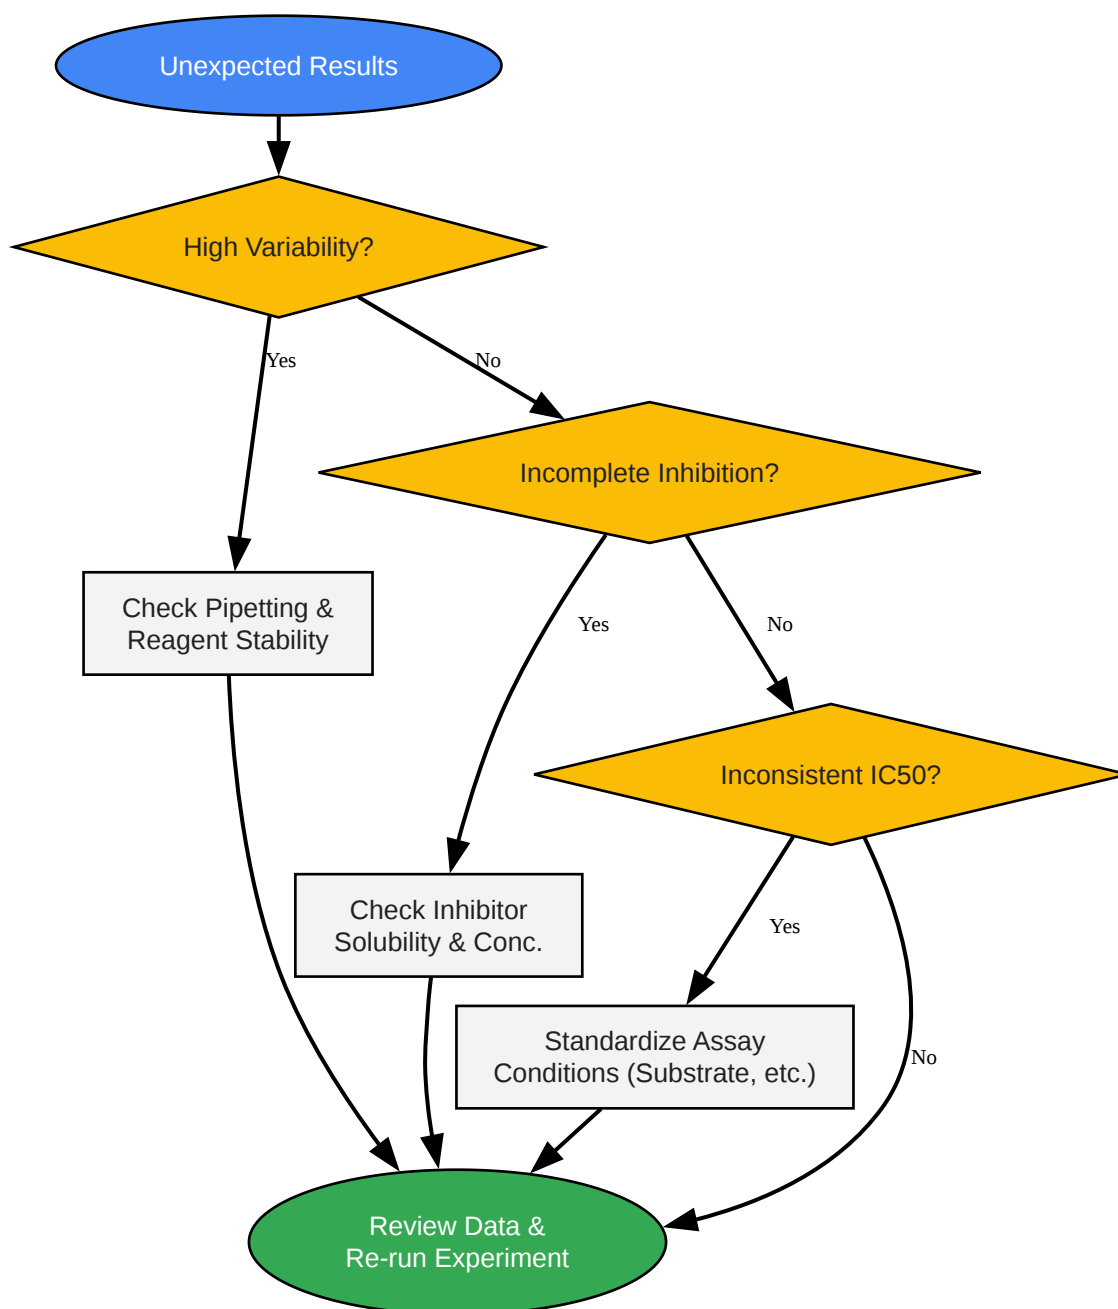 Unexpected Results
High Variability?
Yes
No
Incomplete Inhibition?
Check Pipetting &
Reagent Stability
Yes
No
Inconsistent IC50?
Check Inhibitor
Solubility & Conc.
Yes
Standardize Assay
Conditions (Substrate, etc.)
No
Review Data &
Re-run Experiment